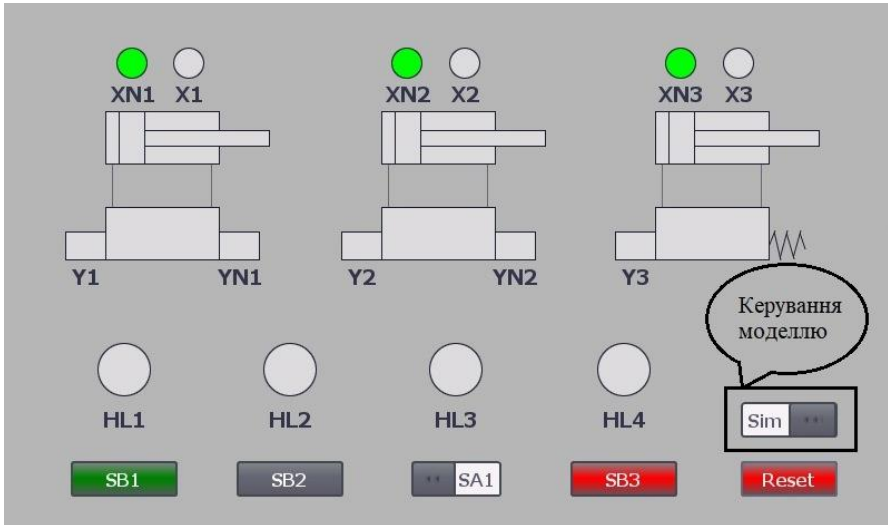 XN1 X1 XN2 X2 XN3 X3
Y1 YN1 Y2 YN2 Y3
Керування
моделлю
HL1 HL2 HL3 HL4 Sim
SB1 SB2 SA1 SB3 Reset